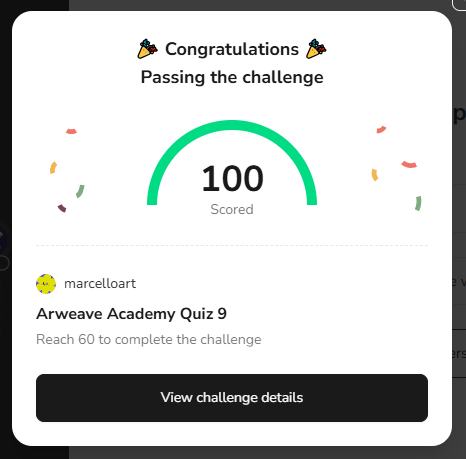 Congratulations
Passing the challenge
100
Scored
marcelloart
Arweave Academy Quiz 9
Reach 60 to complete the challenge
View challenge details